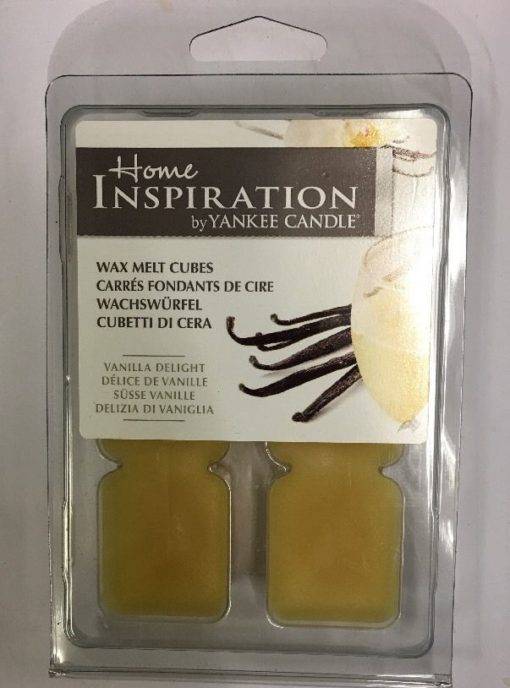 Home
INSPIRATION
by YANKEE CANDLE®
WAX MELT CUBES
CARRÉS FONDANTS DE CIRE
WACHSWÜRFEL
CUBETTI DI CERA
VANILLA DELIGHT
DÉLICE DE VANILLE
SÜSSE VANILLE
DELIZIA DI VANIGLIA